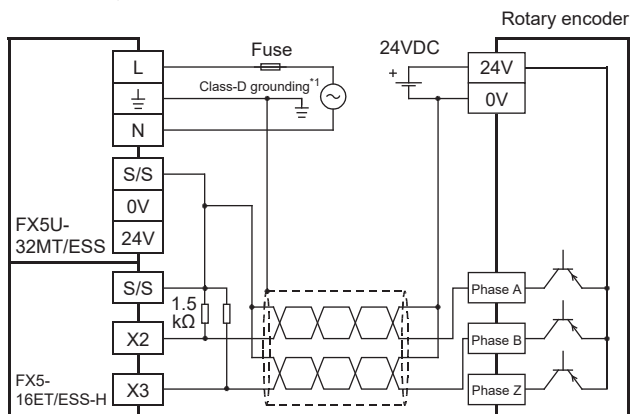 Rotary encoder
L
Fuse
24VDC
24V
Class-D grounding*1
+
0V
N
S/S
0V
FX5U-
32MT/ESS
24V
S/S
1.5
kΩ
Phase A
X2
Phase B
FX5-
16ET/ESS-H
X3
Phase Z